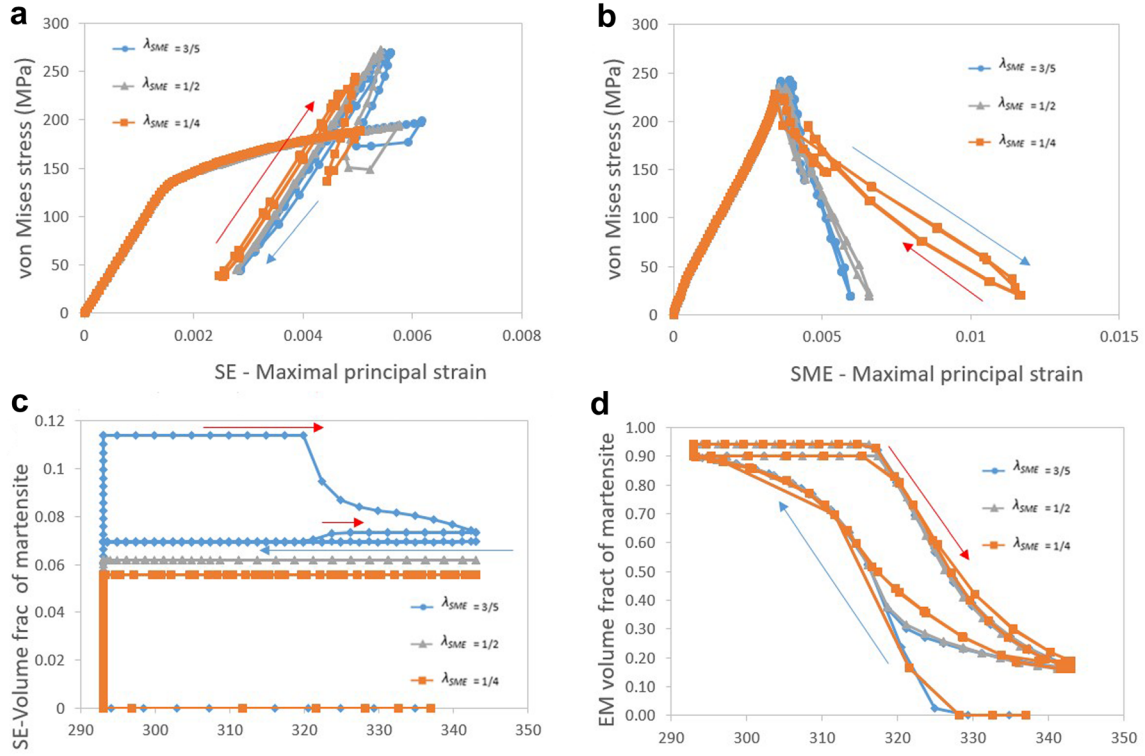 a
300
250
200
150
100
50
0
von Mises stress (MPa)
λSME = 3/5
λSME = 1/2
λSME = 1/4
0 0.002 0.004 0.006 0.008
SE - Maximal principal strain
b
300
250
200
150
100
50
0
von Mises stress (MPa)
λSME = 3/5
λSME = 1/2
λSME = 1/4
0 0.005 0.01 0.015
SME - Maximal principal strain
c
0.12
0.1
0.08
0.06
0.04
0.02
0
SE-Volume frac of martensite
λSME = 3/5
λSME = 1/2
λSME = 1/4
290 300 310 320 330 340 350
d
1.00
0.90
0.80
0.70
0.60
0.50
0.40
0.30
0.20
0.10
0.00
EM volume fract of martensite
λSME = 3/5
λSME = 1/2
λSME = 1/4
290 300 310 320 330 340 350